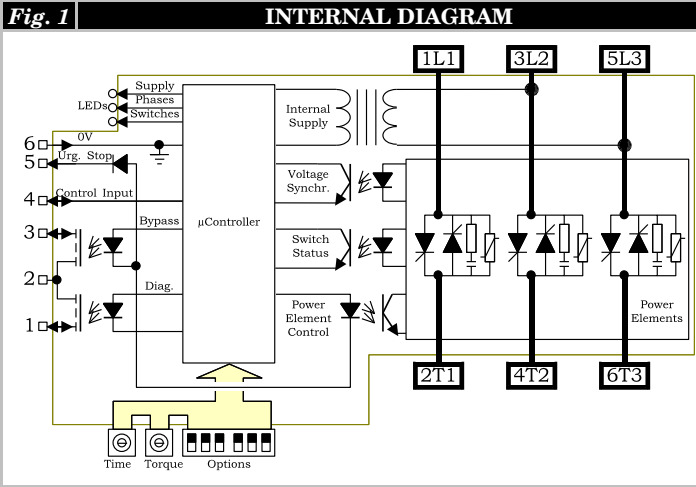 Fig. 1
INTERNAL DIAGRAM
1L1
3L2
5L3
Supply
LEDs
Phases
Switches
Internal
Supply
6
0V
5
Urg. Stop
4
Control Input
Voltage
Synchr.
3
Bypass
µController
Switch
Status
2
Diag.
1
Power
Element
Control
Power
Elements
2T1
4T2
6T3
Time
Torque
Options